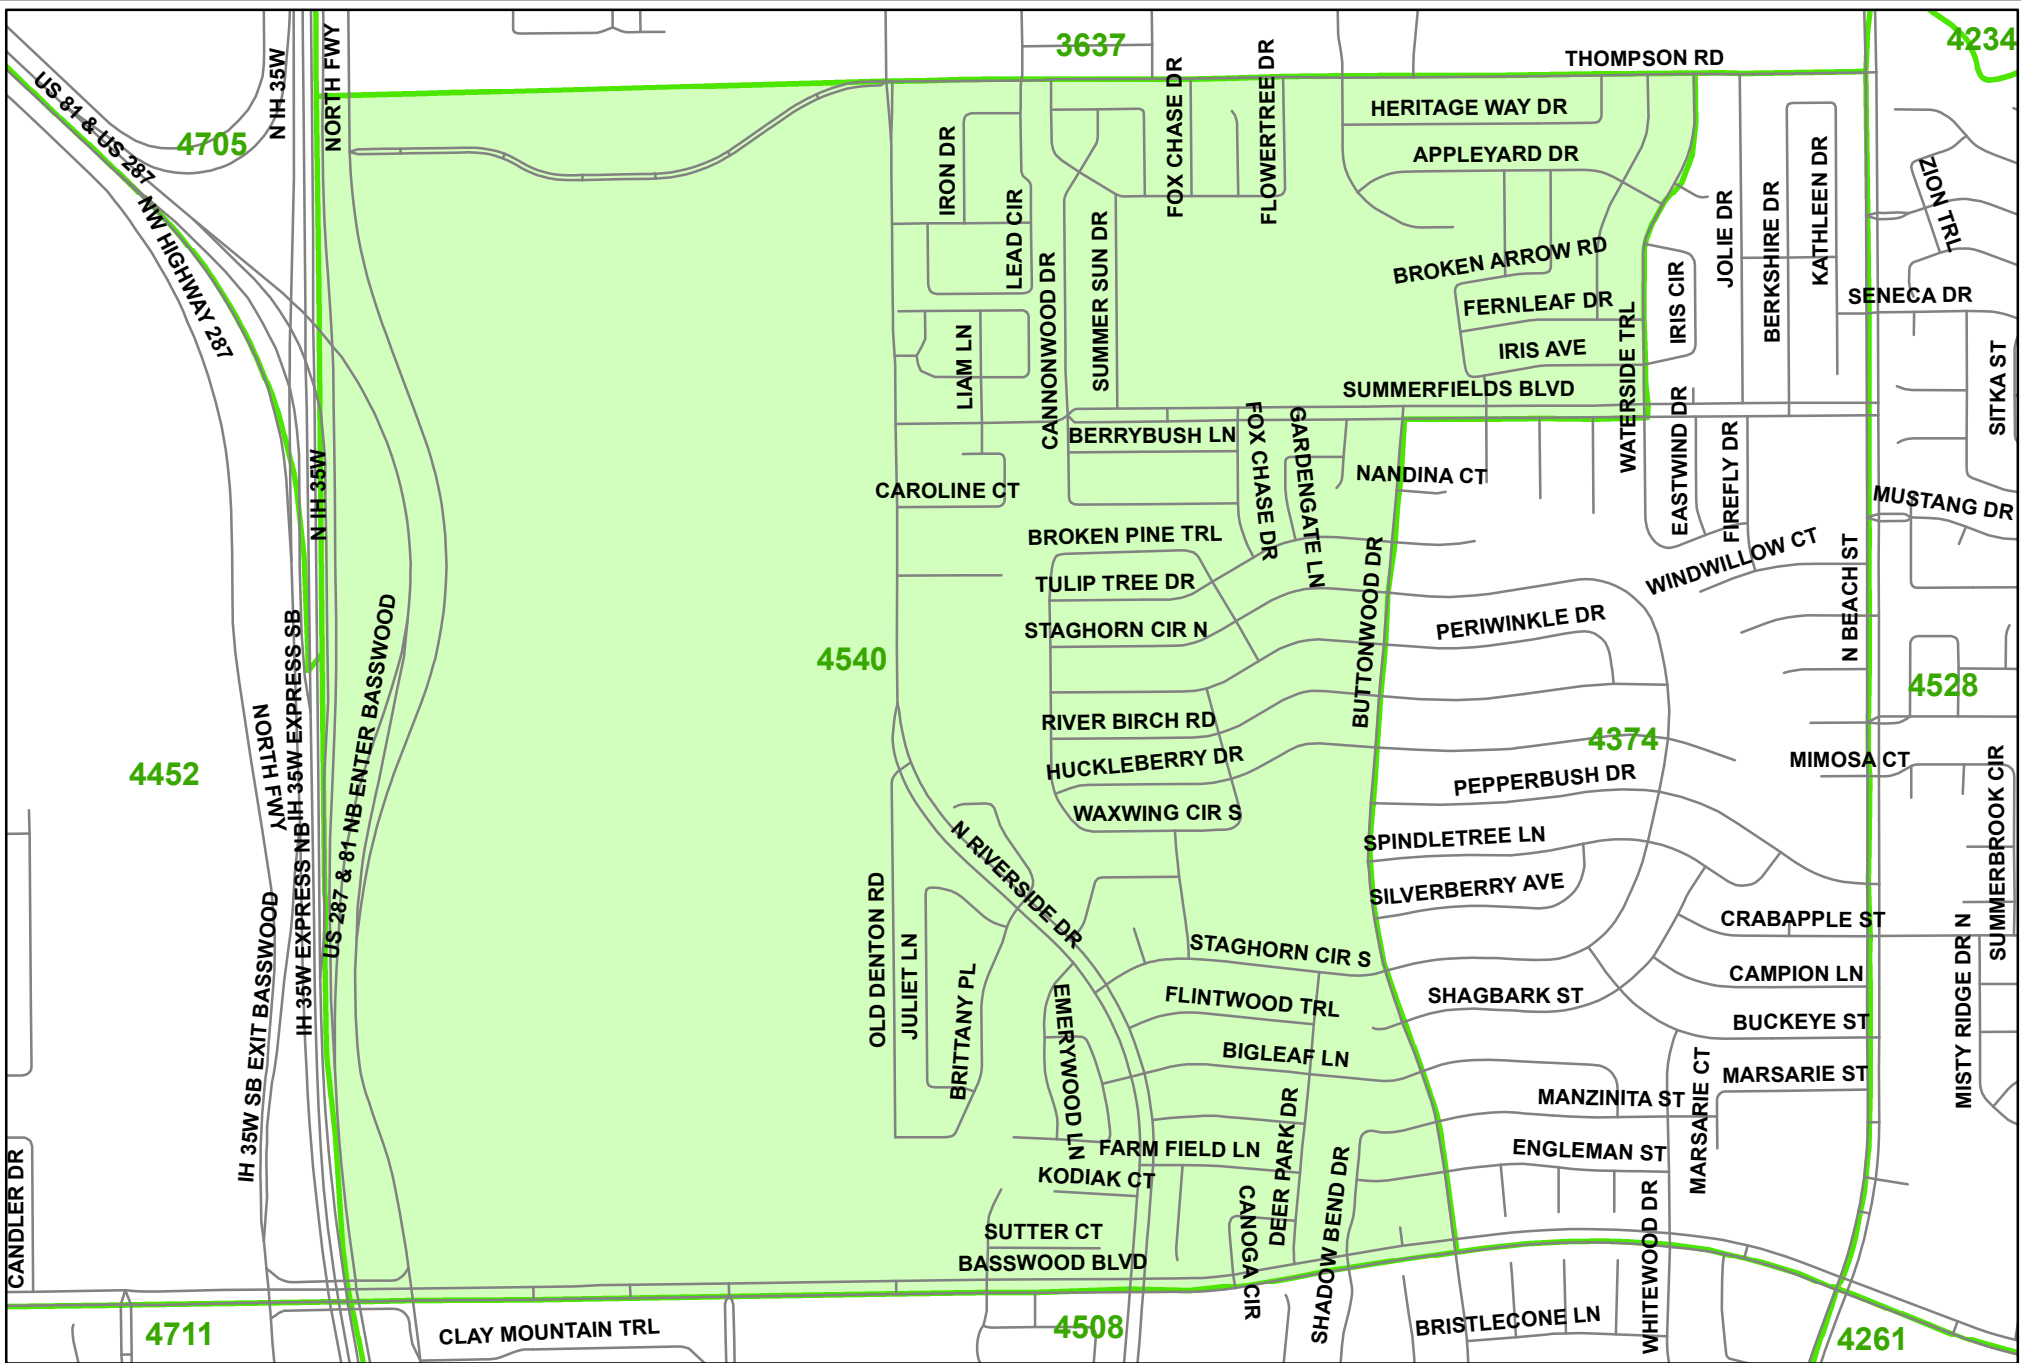 3637
4234
THOMPSON RD
N IH 35W
NORTH FWY
US 81 & US 287
4705
FOX CHASE DR
FLOWERTREE DR
HERITAGE WAY DR
APPLEYARD DR
IRON DR
LEAD CIR
CANNONWOOD DR
SUMMER SUN DR
BROKEN ARROW RD
FERNLEAF DR
IRIS AVE
WATERSIDE TRL
IRIS CIR
JOLIE DR
BERKSHIRE DR
KATHLEEN DR
ZION TRL
SENECA DR
SITKA ST
NW HIGHWAY 287
LIAM LN
SUMMERFIELDS BLVD
BERRYBUSH LN
FOX CHASE DR
GARDENGATE LN
NANDINA CT
EASTWIND DR
FIREFLY DR
MUSTANG DR
N IH 35W
CAROLINE CT
BROKEN PINE TRL
TULIP TREE DR
STAGHORN CIR N
BUTTONWOOD DR
WINDWILLOW CT
N BEACH ST
PERIWINKLE DR
4540
4528
4374
4452
NORTH FWY
IH 35W EXPRESS SB
US 287 & 81 NB ENTER BASSWOOD
IH 35W EXPRESS NB
RIVER BIRCH RD
HUCKLEBERRY DR
WAXWING CIR S
MIMOSA CT
PEPPERBUSH DR
SPINDLETREE LN
SILVERBERRY AVE
SUMMERBROOK CIR
N RIVERSIDE DR
OLD DENTON RD
JULIET LN
BRITTANY PL
EMERYWOOD LN
STAGHORN CIR S
FLINTWOOD TRL
BIGLEAF LN
SHAGBARK ST
CRABAPPLE ST
CAMPION LN
BUCKEYE ST
MISTY RIDGE DR N
MARSARIE ST
MARSARIE CT
MANZINITA ST
ENGLEMAN ST
IH 35W SB EXIT BASSWOOD
CANDLER DR
FARM FIELD LN
KODIAK CT
DEER PARK DR
CANOGA CIR
SHADOW BEND DR
WHITEWOOD DR
SUTTER CT
BASSWOOD BLVD
4711
CLAY MOUNTAIN TRL
4508
BRISTLECONE LN
4261